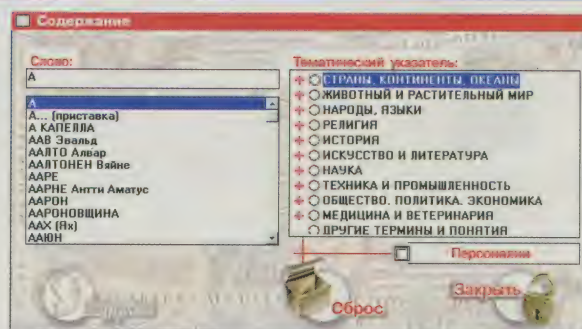 Содержание
Слово:
А
А
А... (приставка)
А КАПЕЛЛА
ААВ Эвальд
ААЛТО Алвар
ААЛТОНЕН Вяйне
ААРЕ
ААРНЕ Антти Аматус
ААРОН
ААРОНОВЩИНА
ААХ (Ях)
ААЮН
Тематический указатель:
СТРАНЫ, КОНТИНЕНТЫ, ОКЕАНЫ
ЖИВОТНЫЙ И РАСТИТЕЛЬНЫЙ МИР
НАРОДЫ, ЯЗЫКИ
РЕЛИГИЯ
ИСТОРИЯ
ИСКУССТВО И ЛИТЕРАТУРА
НАУКА
ТЕХНИКА И ПРОМЫШЛЕННОСТЬ
ОБЩЕСТВО. ПОЛИТИКА. ЭКОНОМИКА
МЕДИЦИНА И ВЕТЕРИНАРИЯ
ДРУГИЕ ТЕРМИНЫ И ПОНЯТИЯ
Персоналии
Сброс
Закрыть